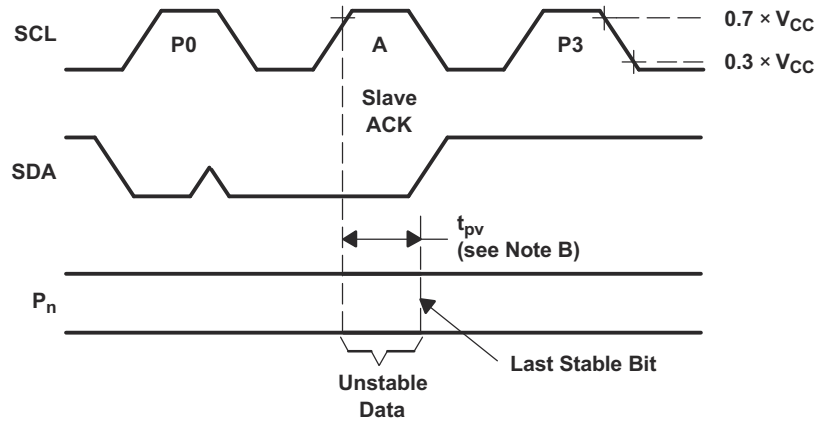 SCL
P0
A
P3
0.7 × VCC
0.3 × VCC
Slave
ACK
SDA
tpv
(see Note B)
Pn
Last Stable Bit
Unstable
Data